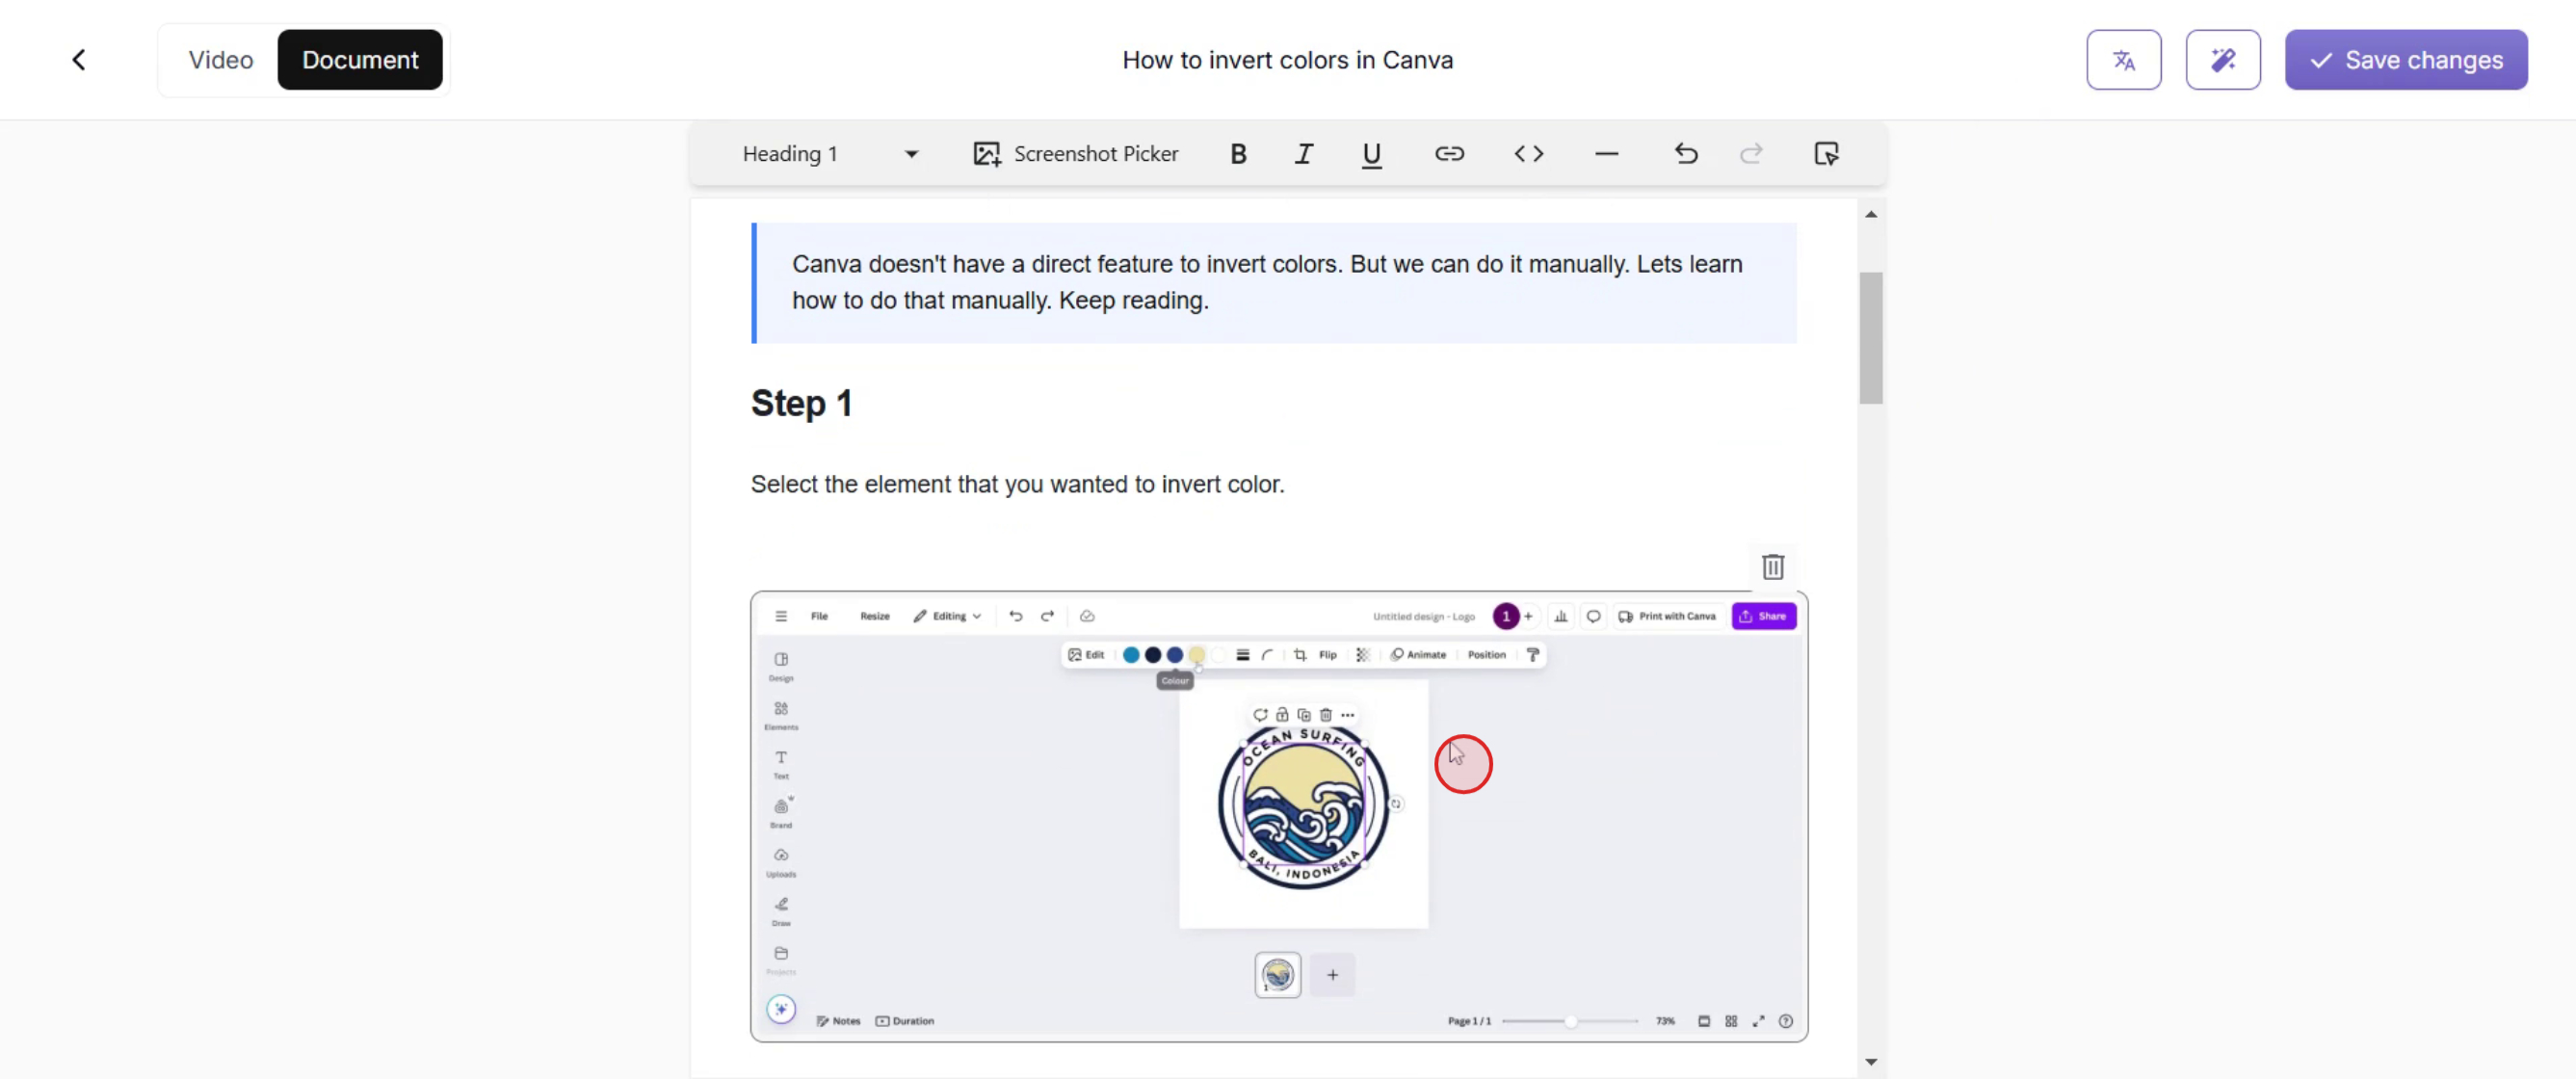 Video
Document
How to invert colors in Canva
Save changes
Heading 1
Screenshot Picker
B
I
U
Canva doesn't have a direct feature to invert colors. But we can do it manually. Lets learn
how to do that manually. Keep reading.
Step 1
Select the element that you wanted to invert color.
File
Resize
Editing
Untitled design - Logo
1
Print with Canva
Share
Edit
Flip
Animate
Position
Colour
Design
Elements
Text
Brand
Uploads
Draw
Projects
OCEAN SURFING
BALI, INDONESIA
1
Notes
Duration
Page 1 / 1
73%